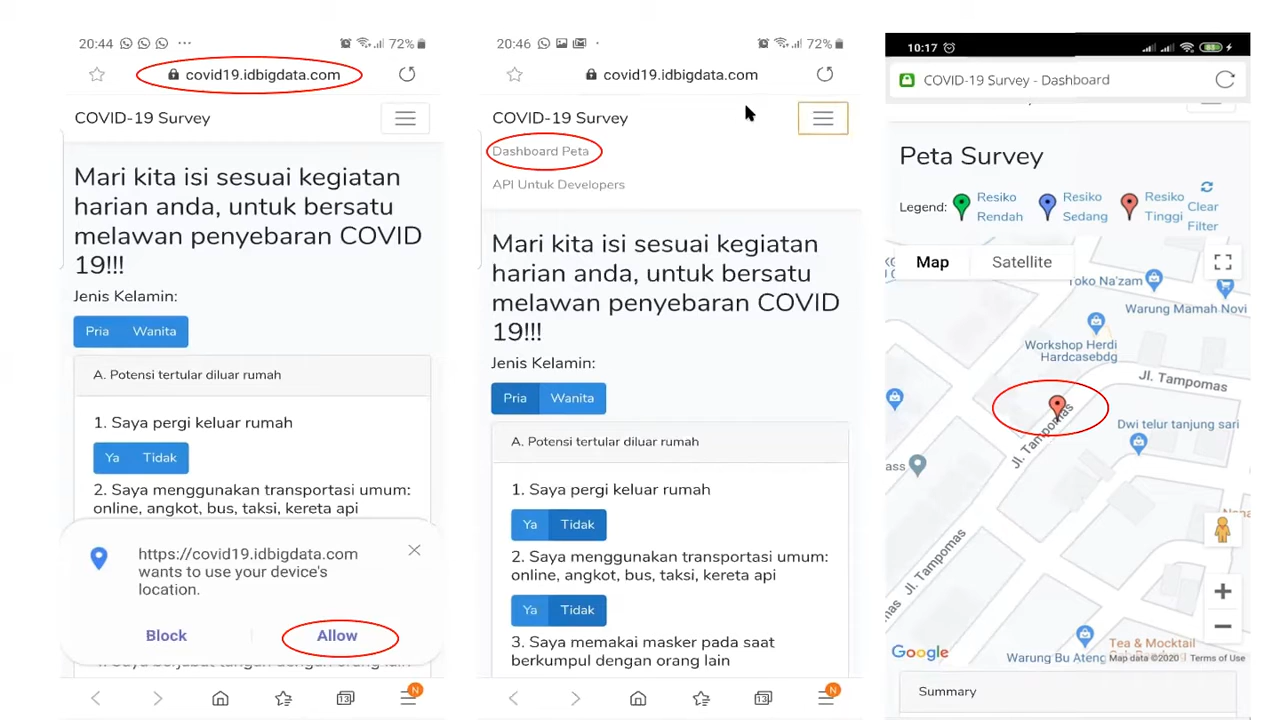 20:44
72%
covid19.idbigdata.com
COVID-19 Survey
Mari kita isi sesuai kegiatan
harian anda, untuk bersatu
melawan penyebaran COVID
19!!!
Jenis Kelamin:
Pria Wanita
A. Potensi tertular diluar rumah
1. Saya pergi keluar rumah
Ya Tidak
2. Saya menggunakan transportasi umum:
online, angkot, bus, taksi, kereta api
https://covid19.idbigdata.com
wants to use your device's
location.
Block Allow
13
N
20:46
72%
covid19.idbigdata.com
COVID-19 Survey
Dashboard Peta
API Untuk Developers
Mari kita isi sesuai kegiatan
harian anda, untuk bersatu
melawan penyebaran COVID
19!!!
Jenis Kelamin:
Pria Wanita
A. Potensi tertular diluar rumah
1. Saya pergi keluar rumah
Ya Tidak
2. Saya menggunakan transportasi umum:
online, angkot, bus, taksi, kereta api
Ya Tidak
3. Saya memakai masker pada saat
berkumpul dengan orang lain
13
N
10:17
COVID-19 Survey - Dashboard
Peta Survey
Legend:
Resiko
Rendah
Resiko
Sedang
Resiko
Tinggi
Clear
Filter
Map Satellite
Toko Na'zam
Warung Mamah Novi
Workshop Herdi
Hardcasebdg
Jl. Tampomas
Jl. Tampomas
Dwi telur tanjung sari
ass
Jl. Tampomas
mas
Tea & Mocktail
Warung Bu Ateng
Google
Map data ©2020 Terms of Use
Summary